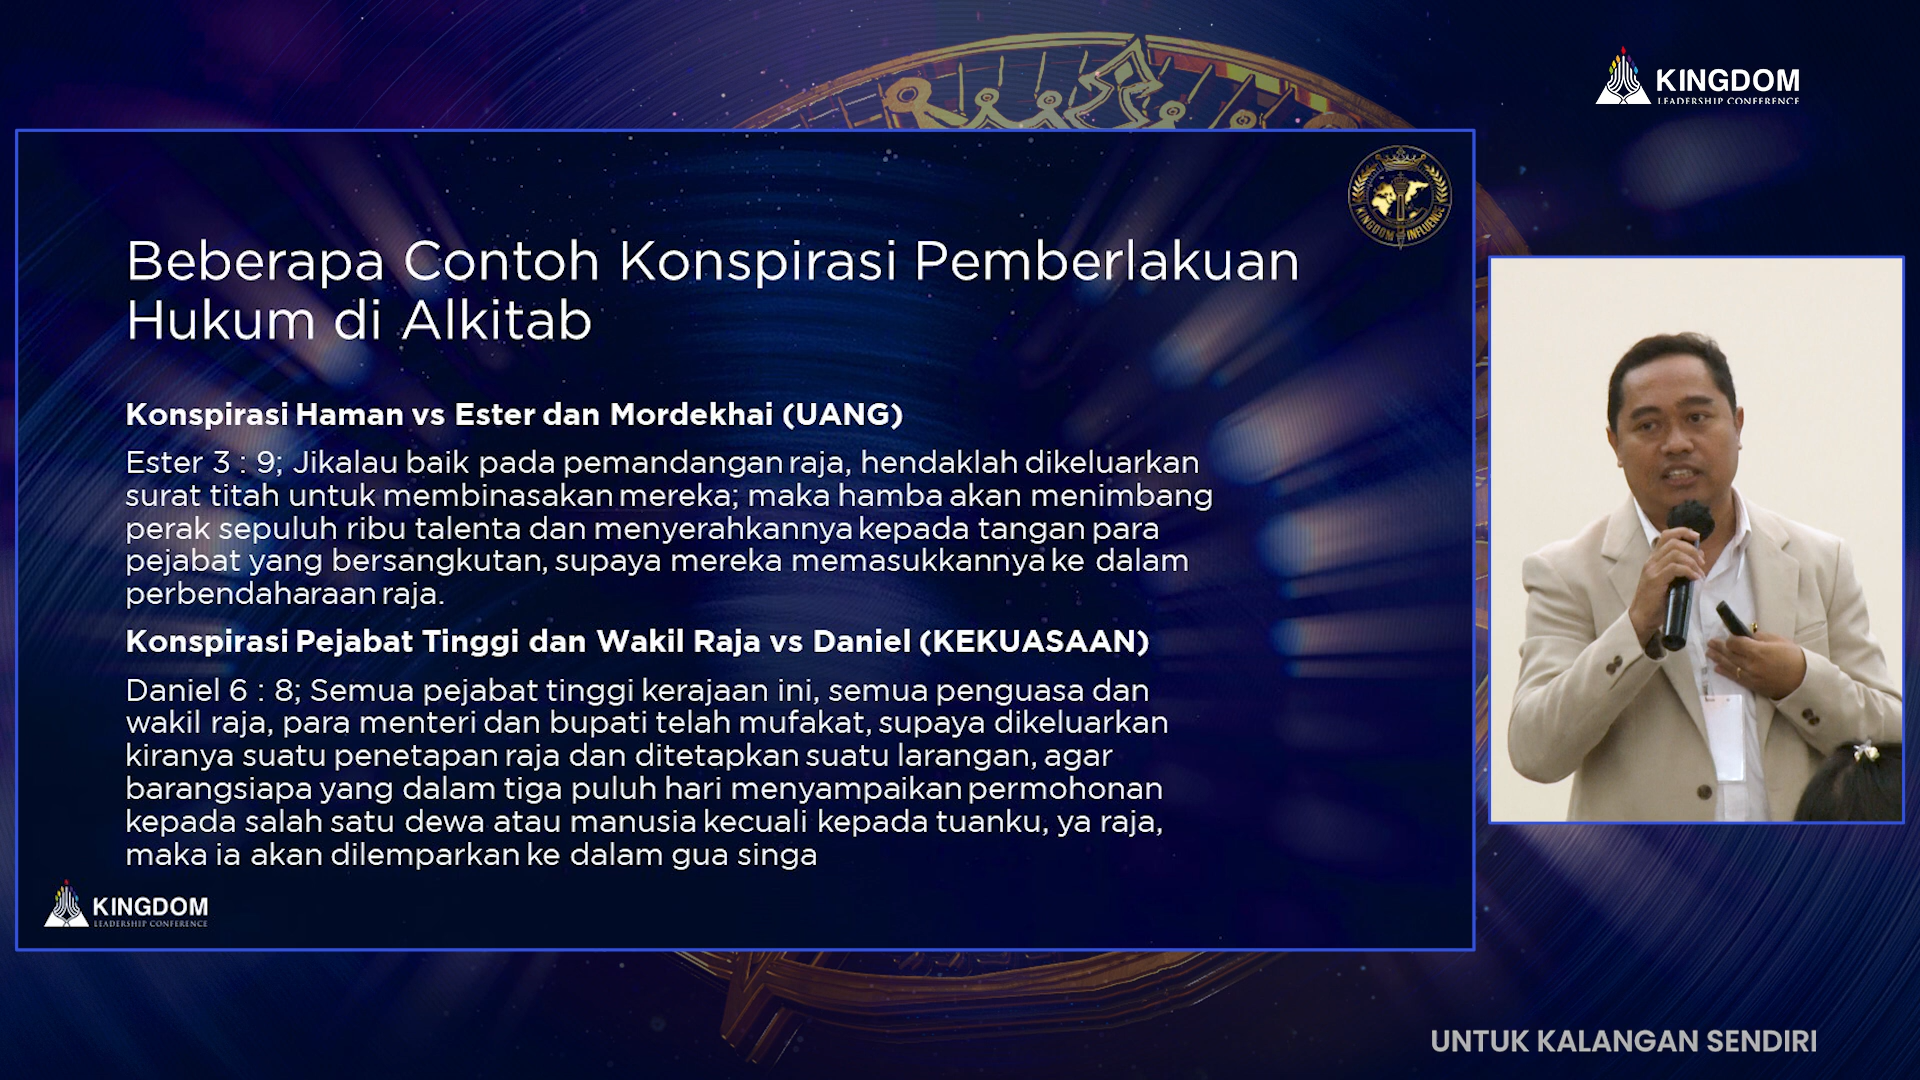 KINGDOM
LEADERSHIP CONFERENCE
KINGDOM INFLUENCE
Beberapa Contoh Konspirasi Pemberlakuan
Hukum di Alkitab
Konspirasi Haman vs Ester dan Mordekhai (UANG)
Ester 3 : 9; Jikalau baik pada pemandangan raja, hendaklah dikeluarkan
surat titah untuk membinasakan mereka; maka hamba akan menimbang
perak sepuluh ribu talenta dan menyerahkannya kepada tangan para
pejabat yang bersangkutan, supaya mereka memasukkannya ke dalam
perbendaharaan raja.
Konspirasi Pejabat Tinggi dan Wakil Raja vs Daniel (KEKUASAAN)
Daniel 6 : 8; Semua pejabat tinggi kerajaan ini, semua penguasa dan
wakil raja, para menteri dan bupati telah mufakat, supaya dikeluarkan
kiranya suatu penetapan raja dan ditetapkan suatu larangan, agar
barangsiapa yang dalam tiga puluh hari menyampaikan permohonan
kepada salah satu dewa atau manusia kecuali kepada tuanku, ya raja,
maka ia akan dilemparkan ke dalam gua singa
KINGDOM
LEADERSHIP CONFERENCE
UNTUK KALANGAN SENDIRI